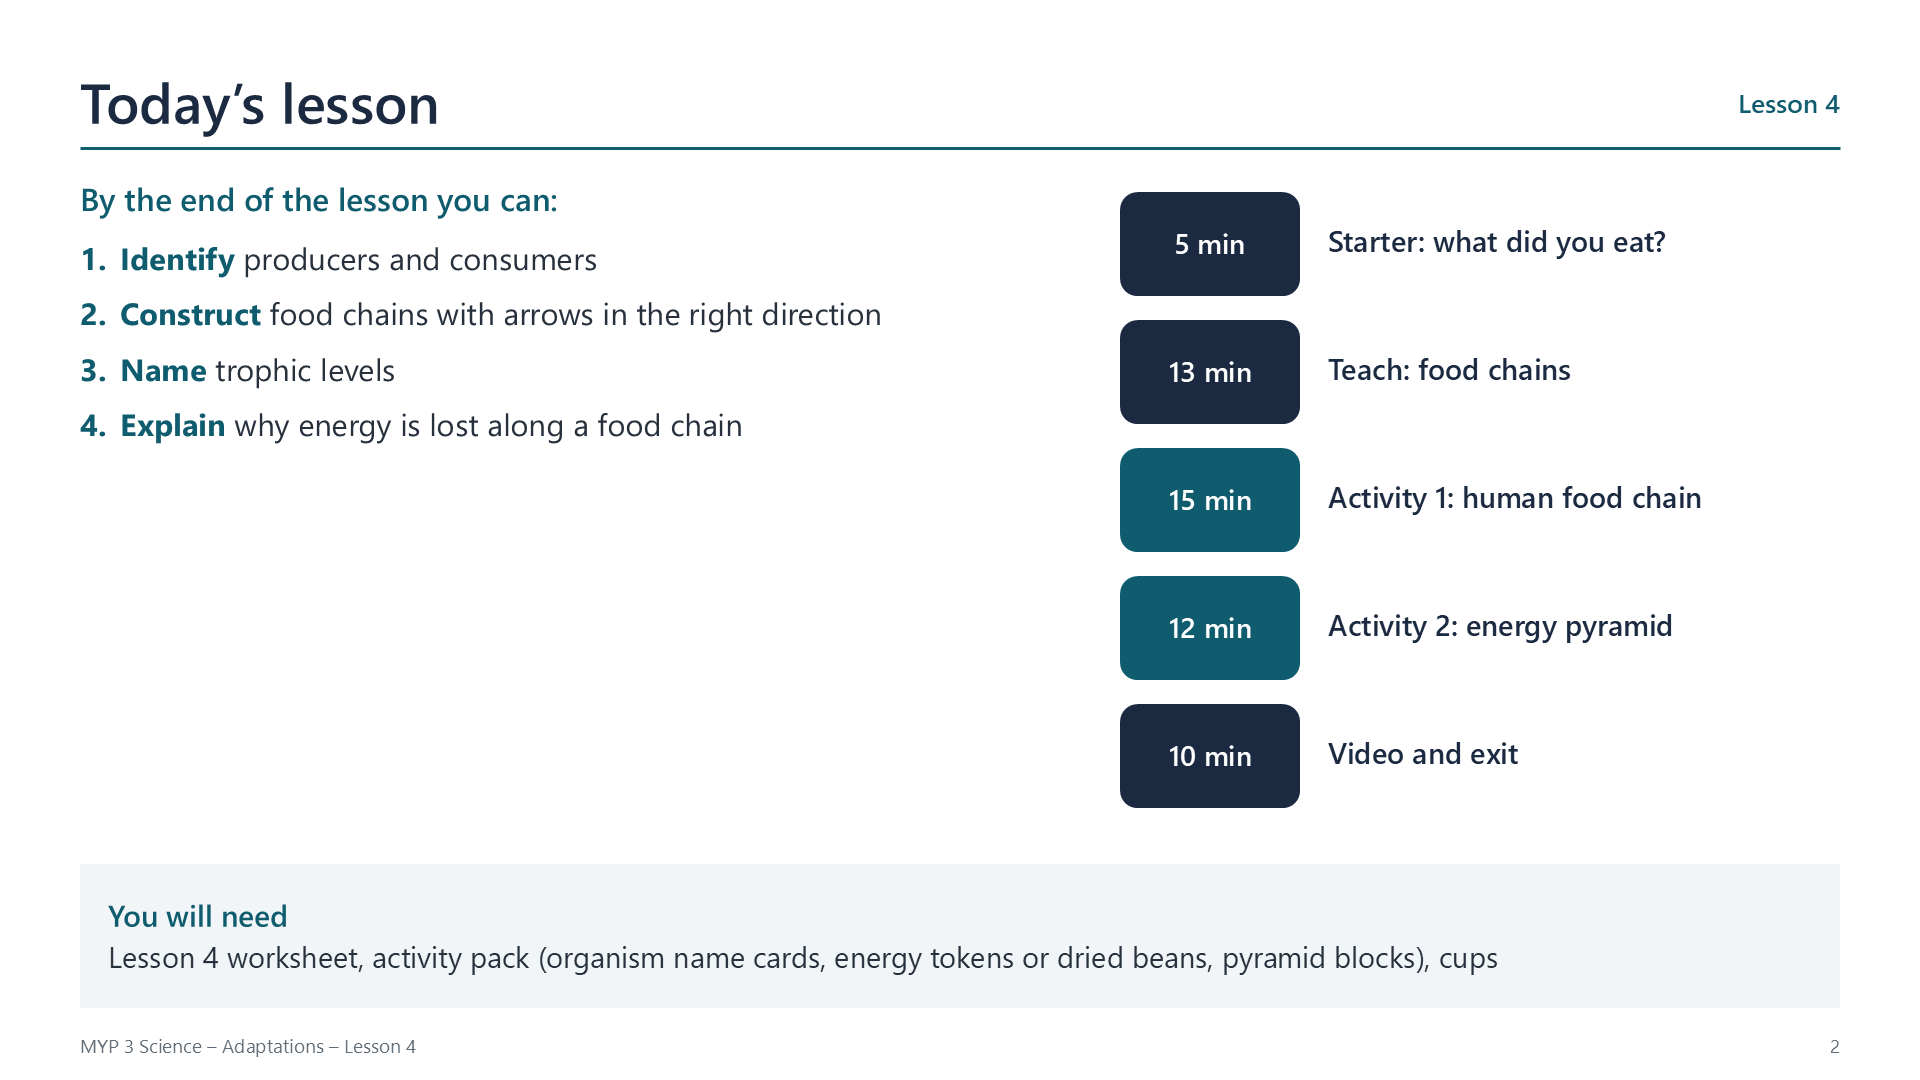 Today’s lesson
Lesson 4
By the end of the lesson you can:
1. Identify producers and consumers
2. Construct food chains with arrows in the right direction
3. Name trophic levels
4. Explain why energy is lost along a food chain
5 min
Starter: what did you eat?
13 min
Teach: food chains
15 min
Activity 1: human food chain
12 min
Activity 2: energy pyramid
10 min
Video and exit
You will need
Lesson 4 worksheet, activity pack (organism name cards, energy tokens or dried beans, pyramid blocks), cups
MYP 3 Science – Adaptations – Lesson 4
2